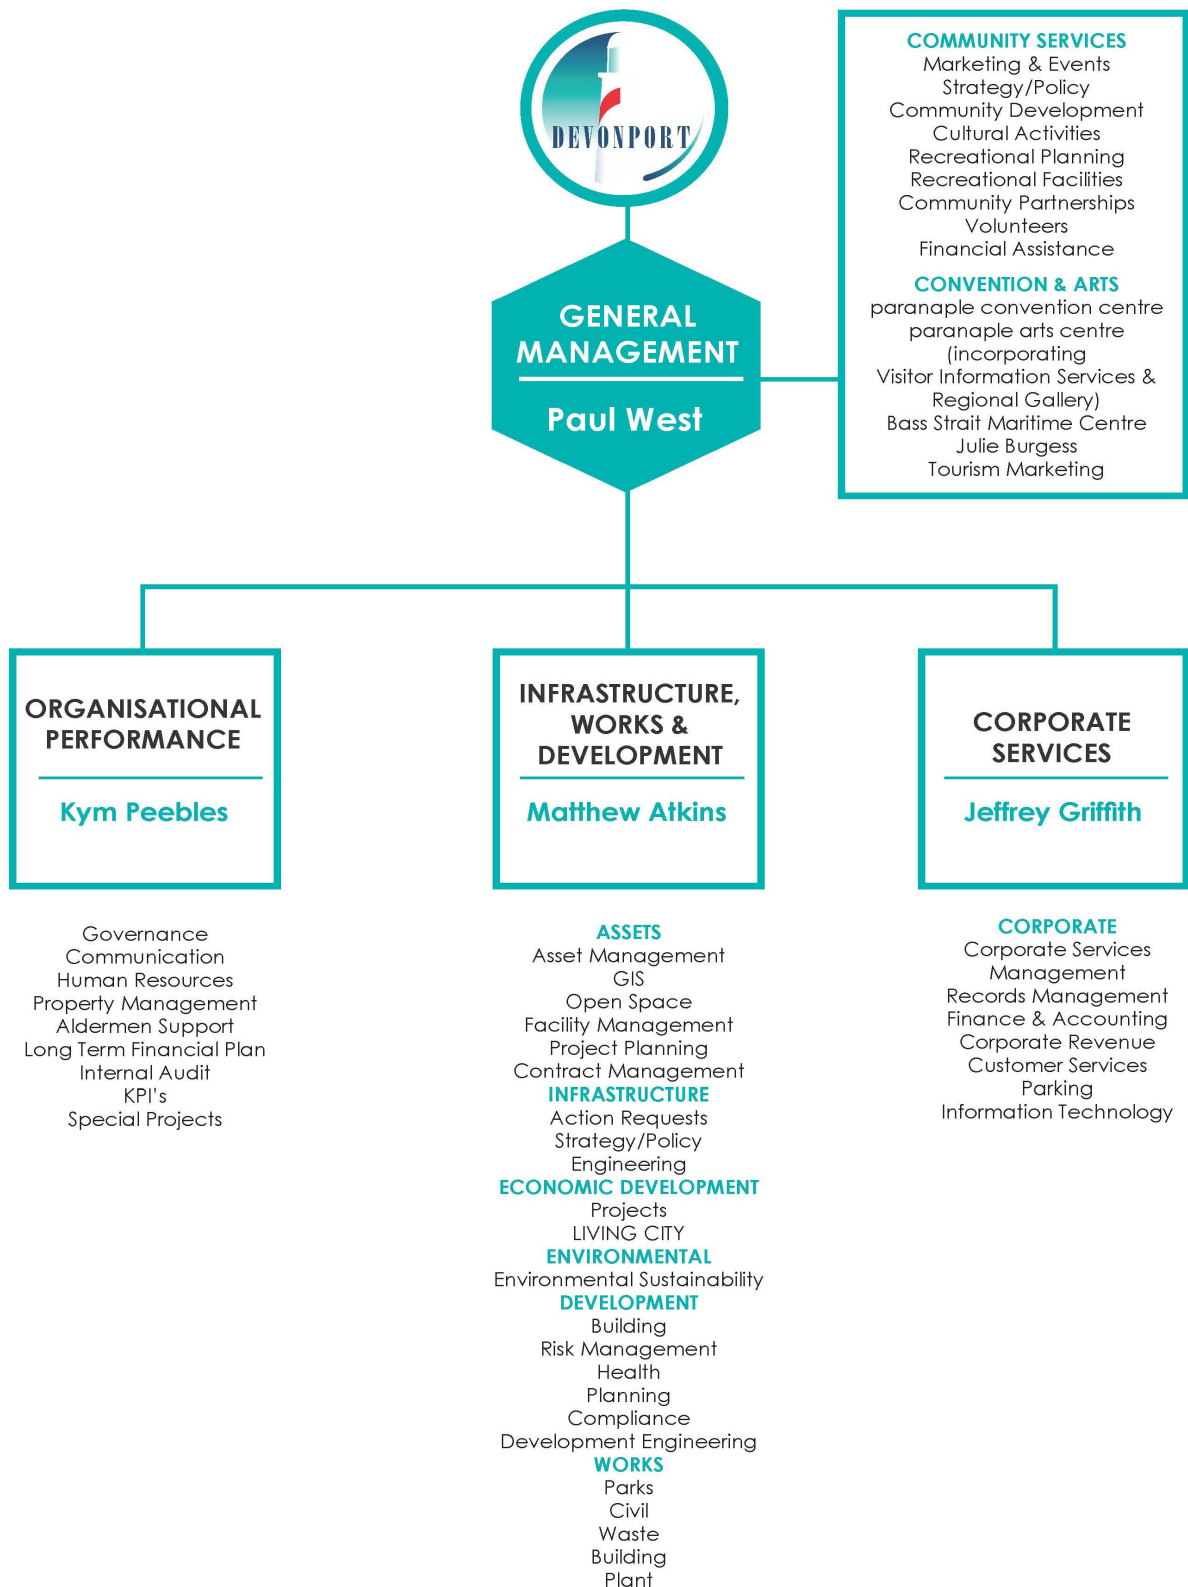 DEVONPORT
COMMUNITY SERVICES
Marketing & Events
Strategy/Policy
Community Development
Cultural Activities
Recreational Planning
Recreational Facilities
Community Partnerships
Volunteers
Financial Assistance
CONVENTION & ARTS
paranaple convention centre
paranaple arts centre
(incorporating
Visitor Information Services &
Regional Gallery)
Bass Strait Maritime Centre
Julie Burgess
Tourism Marketing
GENERAL
MANAGEMENT
Paul West
ORGANISATIONAL
PERFORMANCE
Kym Peebles
Governance
Communication
Human Resources
Property Management
Aldermen Support
Long Term Financial Plan
Internal Audit
KPI's
Special Projects
INFRASTRUCTURE,
WORKS &
DEVELOPMENT
Matthew Atkins
ASSETS
Asset Management
GIS
Open Space
Facility Management
Project Planning
Contract Management
INFRASTRUCTURE
Action Requests
Strategy/Policy
Engineering
ECONOMIC DEVELOPMENT
Projects
LIVING CITY
ENVIRONMENTAL
Environmental Sustainability
DEVELOPMENT
Building
Risk Management
Health
Planning
Compliance
Development Engineering
WORKS
Parks
Civil
Waste
Building
Plant
CORPORATE
SERVICES
Jeffrey Griffith
CORPORATE
Corporate Services
Management
Records Management
Finance & Accounting
Corporate Revenue
Customer Services
Parking
Information Technology